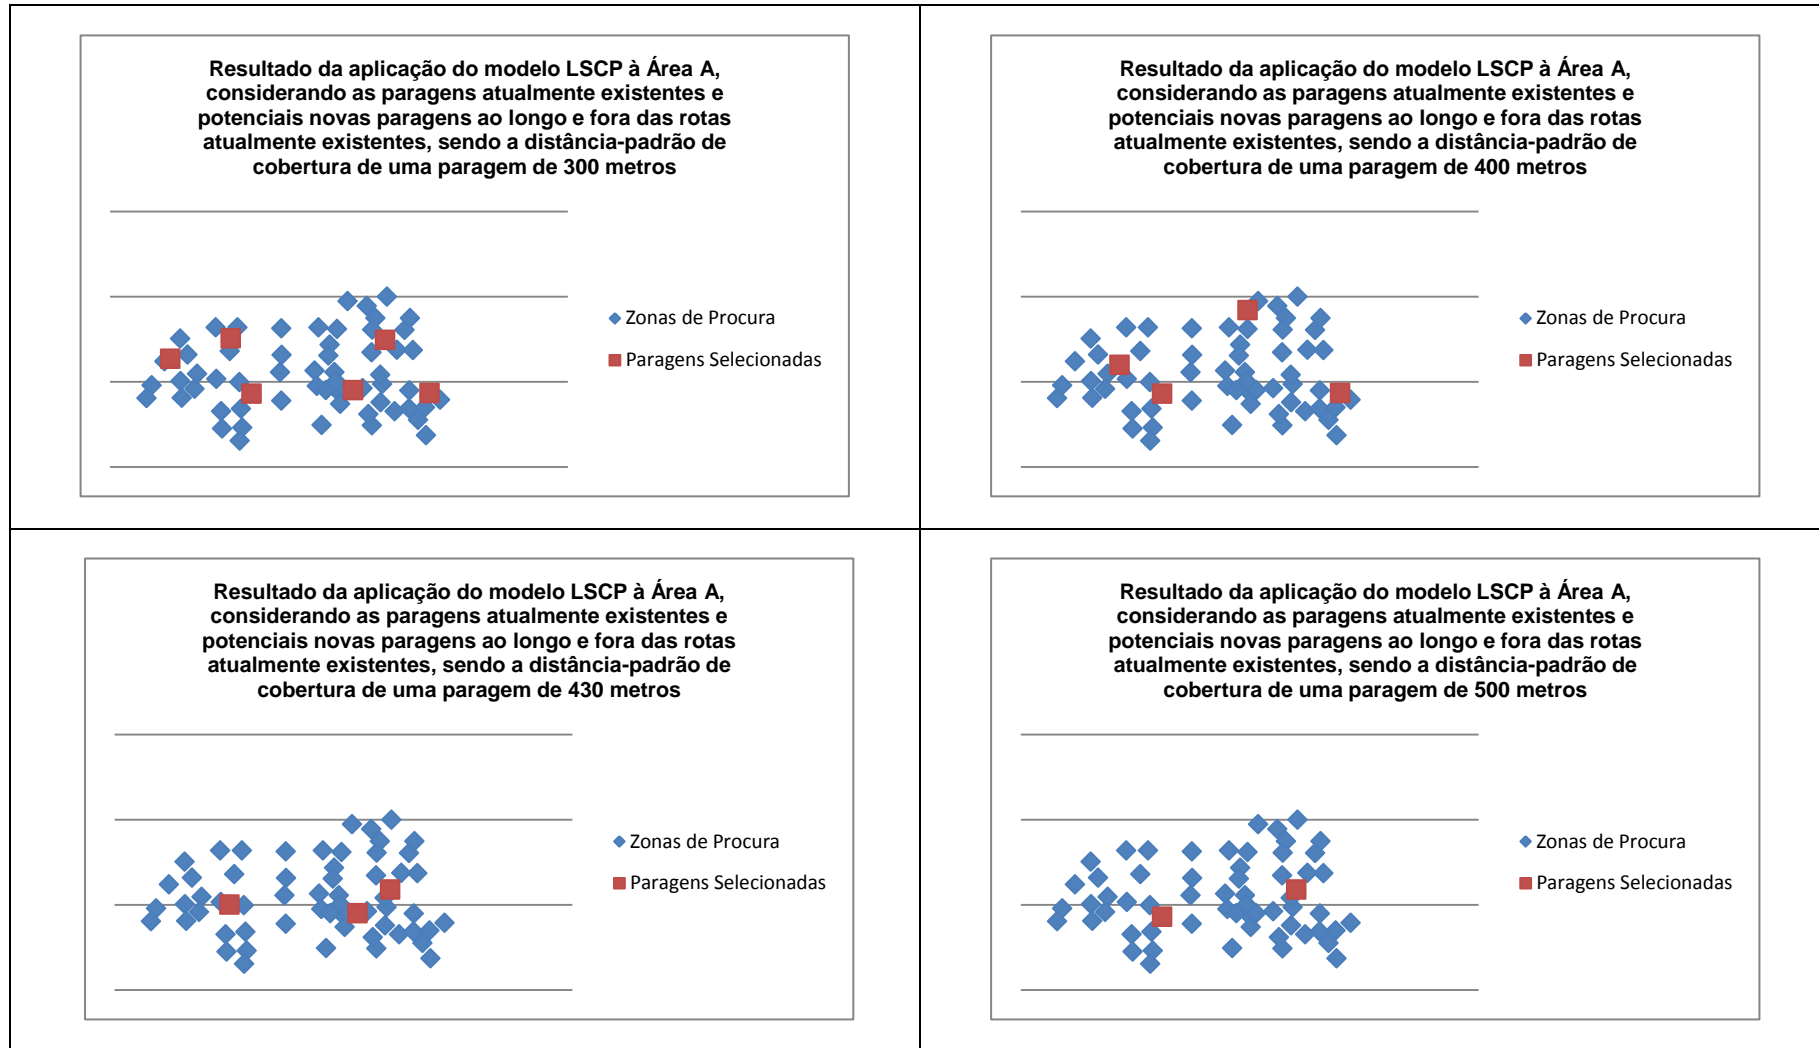 Resultado da aplicação do modelo LSCP à Área A,
considerando as paragens atualmente existentes e
potenciais novas paragens ao longo e fora das rotas
atualmente existentes, sendo a distância-padrão de
cobertura de uma paragem de 300 metros
Zonas de Procura
Paragens Selecionadas
Resultado da aplicação do modelo LSCP à Área A,
considerando as paragens atualmente existentes e
potenciais novas paragens ao longo e fora das rotas
atualmente existentes, sendo a distância-padrão de
cobertura de uma paragem de 400 metros
Zonas de Procura
Paragens Selecionadas
Resultado da aplicação do modelo LSCP à Área A,
considerando as paragens atualmente existentes e
potenciais novas paragens ao longo e fora das rotas
atualmente existentes, sendo a distância-padrão de
cobertura de uma paragem de 430 metros
Zonas de Procura
Paragens Selecionadas
Resultado da aplicação do modelo LSCP à Área A,
considerando as paragens atualmente existentes e
potenciais novas paragens ao longo e fora das rotas
atualmente existentes, sendo a distância-padrão de
cobertura de uma paragem de 500 metros
Zonas de Procura
Paragens Selecionadas